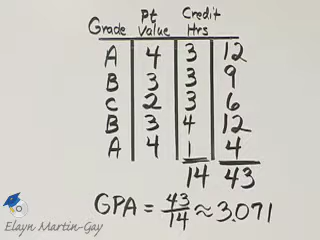 Grade Pt Value Credit Hrs
A 4 3 12
B 3 3 9
C 2 3 6
B 3 4 12
A 4 1 4
14 43
GPA = 43/14 ≈ 3.071
Elayn Martin-Gay